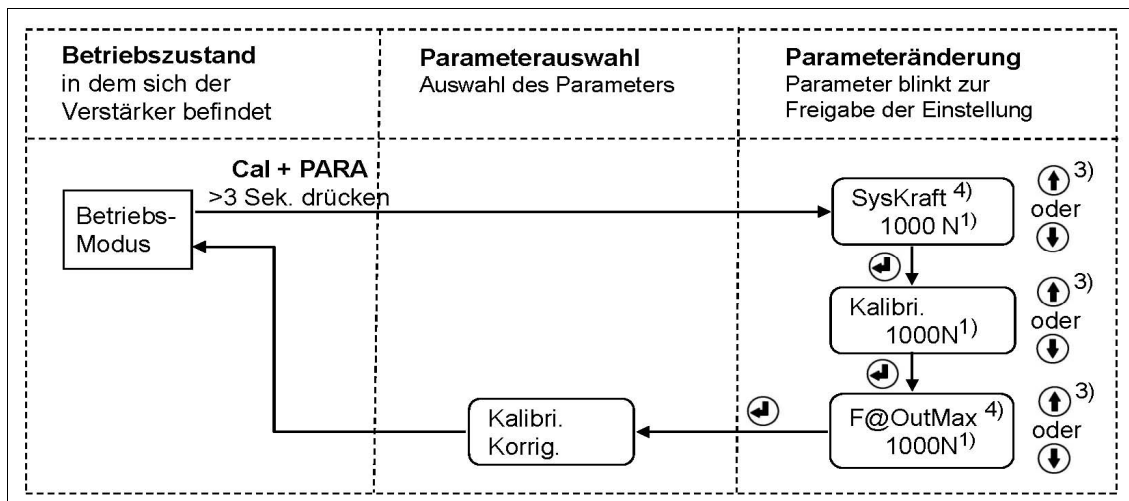 Betriebszustand
in dem sich der
Verstärker befindet
Parameterauswahl
Auswahl des Parameters
Parameteränderung
Parameter blinkt zur
Freigabe der Einstellung
Cal + PARA
>3 Sek. drücken
Betriebs-
Modus
SysKraft 4)
1000 N1)
3)
oder
Kalibri.
1000N1)
3)
oder
F@OutMax 4)
1000N1)
3)
oder
Kalibri.
Korrig.